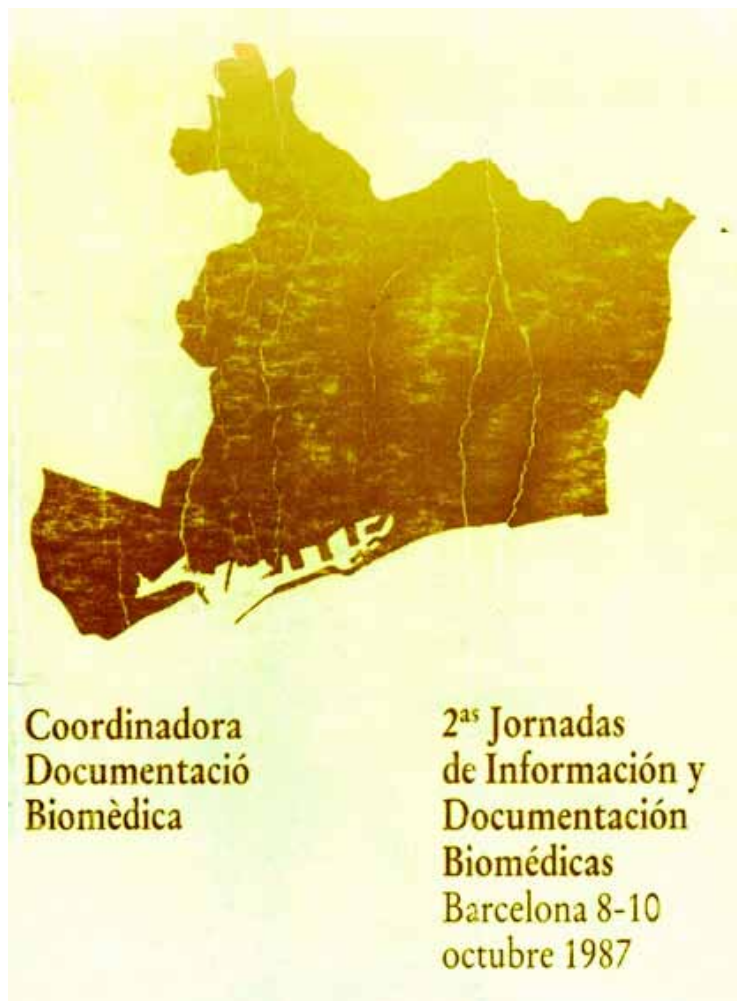 Coordinadora
Documentació
Biomèdica
2as Jornadas
de Información y
Documentación
Biomédicas
Barcelona 8-10
octubre 1987